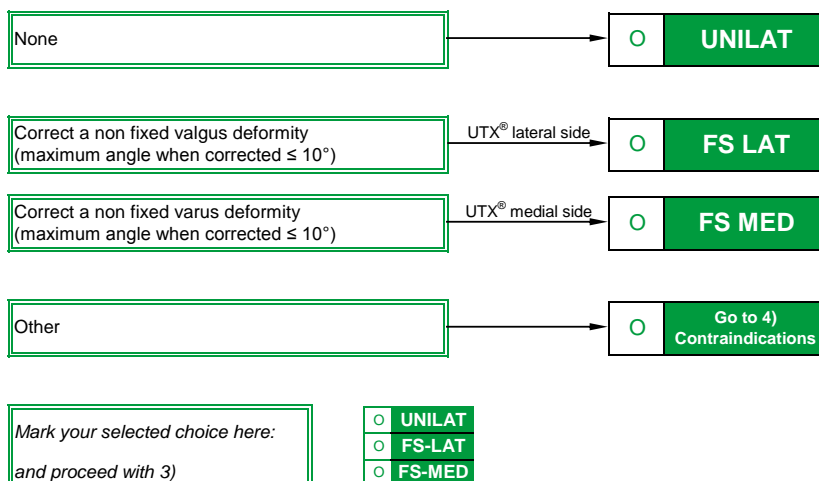 None
O UNILAT
Correct a non fixed valgus deformity
(maximum angle when corrected ≤ 10°)
UTX® lateral side
O FS LAT
Correct a non fixed varus deformity
(maximum angle when corrected ≤ 10°)
UTX® medial side
O FS MED
Other
O Go to 4)
Contraindications
Mark your selected choice here:
and proceed with 3)
O UNILAT
O FS-LAT
O FS-MED